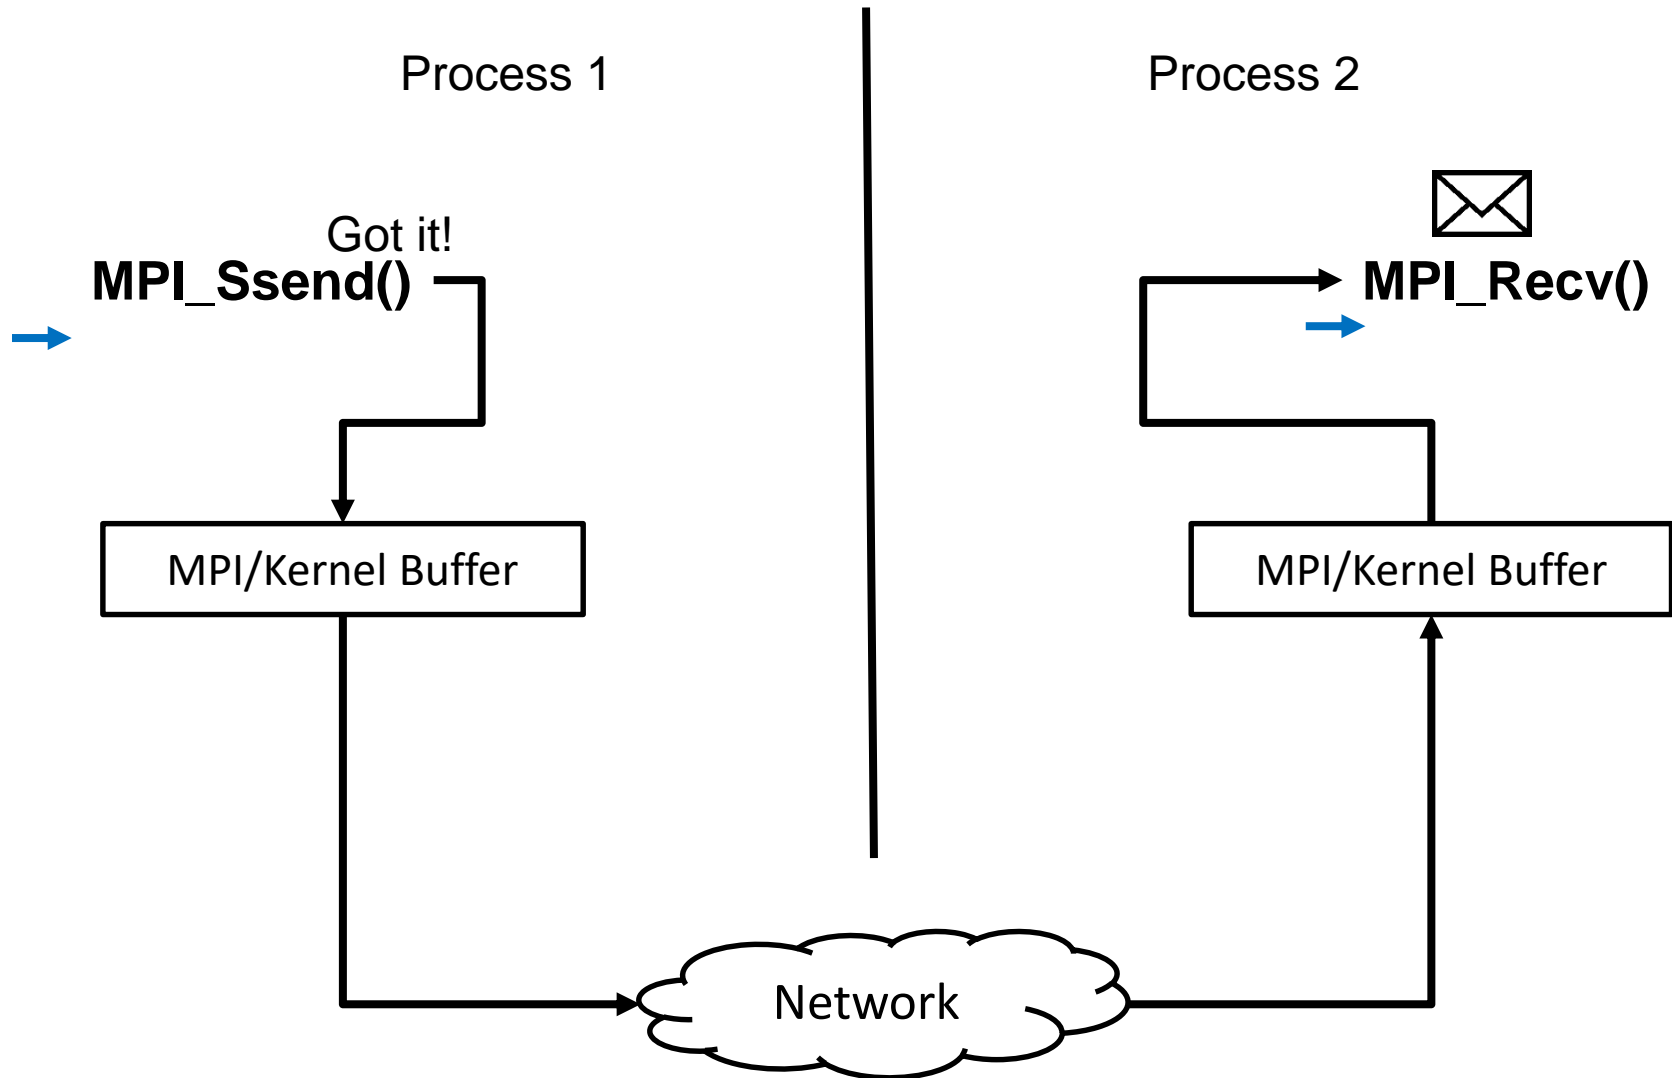 Process 1
Process 2
Got it!
MPI_Ssend()
MPI_Recv()
MPI/Kernel Buffer
MPI/Kernel Buffer
Network